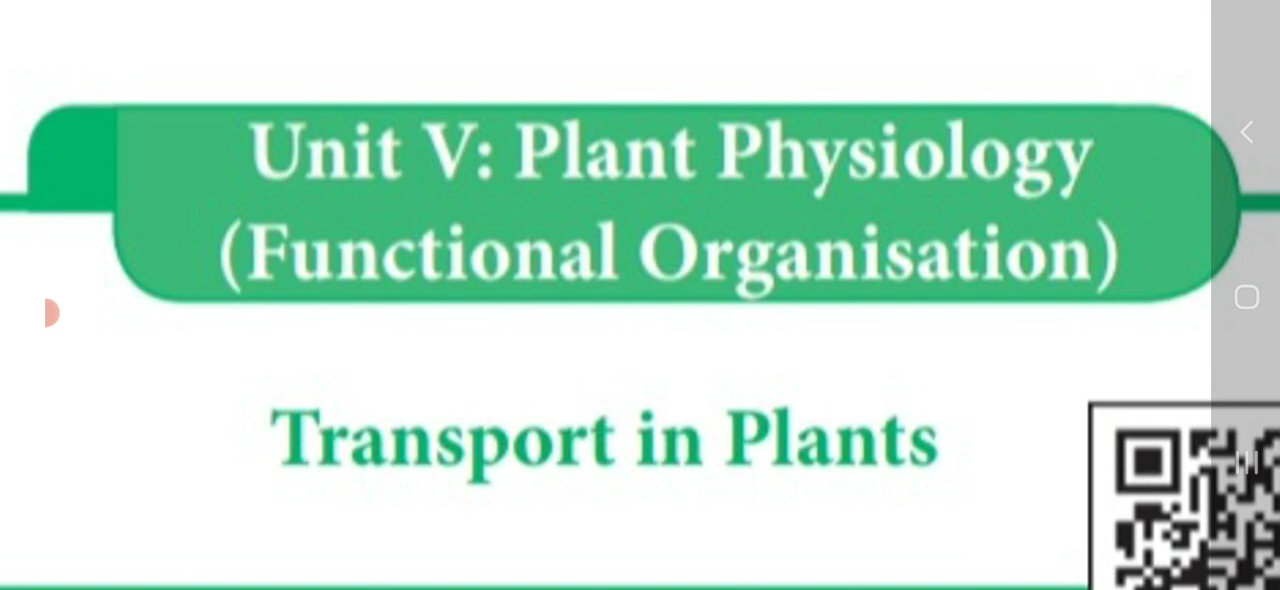 Unit V: Plant Physiology
(Functional Organisation)
Transport in Plants